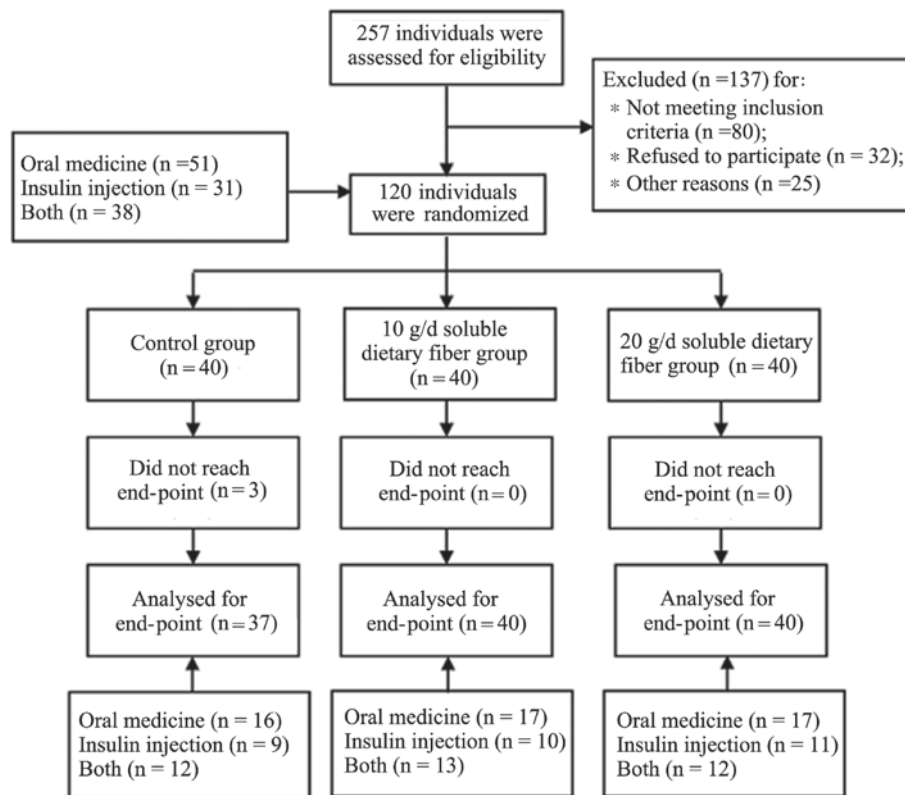 257 individuals were
assessed for eligibility
Excluded (n =137) for:
* Not meeting inclusion
criteria (n =80);
* Refused to participate (n = 32);
* Other reasons (n =25)
Oral medicine (n =51)
Insulin injection (n = 31)
Both (n = 38)
120 individuals
were randomized
Control group
(n = 40)
10 g/d soluble
dietary fiber group
(n = 40)
20 g/d soluble dietary
fiber group (n = 40)
Did not reach
end-point (n = 3)
Did not reach
end-point (n = 0)
Did not reach
end-point (n = 0)
Analysed for
end-point (n = 37)
Analysed for
end-point (n = 40)
Analysed for
end-point (n = 40)
Oral medicine (n = 16)
Insulin injection (n = 9)
Both (n = 12)
Oral medicine (n = 17)
Insulin injection (n = 10)
Both (n = 13)
Oral medicine (n = 17)
Insulin injection (n = 11)
Both (n = 12)